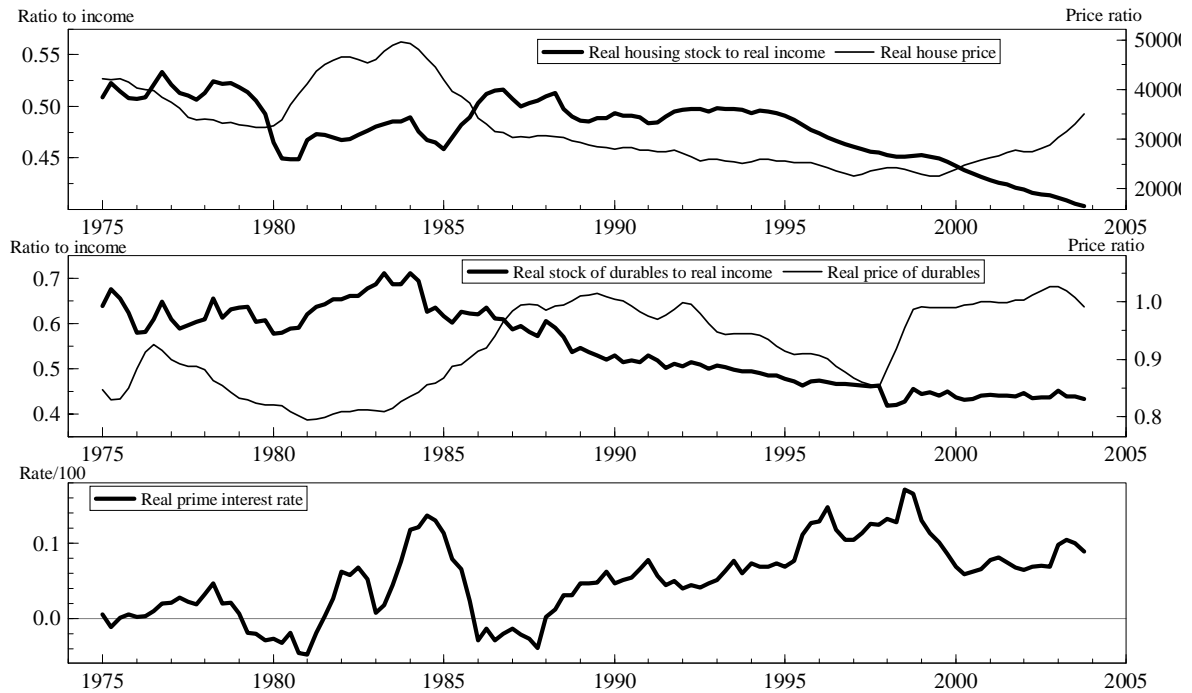 Ratio to income
Price ratio
Real housing stock to real income
Real house price
0.55
0.50
0.45
50000
40000
30000
20000
1975 1980 1985 1990 1995 2000 2005
Ratio to income
Price ratio
Real stock of durables to real income
Real price of durables
0.7
0.6
0.5
0.4
1.0
0.9
0.8
1975 1980 1985 1990 1995 2000 2005
Rate/100
Real prime interest rate
0.1
0.0
1975 1980 1985 1990 1995 2000 2005